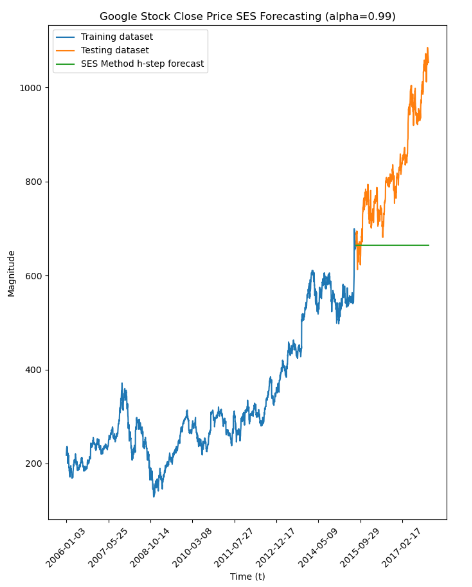 Google Stock Close Price SES Forecasting (alpha=0.99)
Training dataset
Testing dataset
SES Method h-step forecast
1000
800
600
400
200
Magnitude
2006-01-03
2007-05-25
2008-10-14
2010-03-08
2011-07-27
2012-12-17
2014-05-09
2015-09-29
2017-02-17
Time (t)